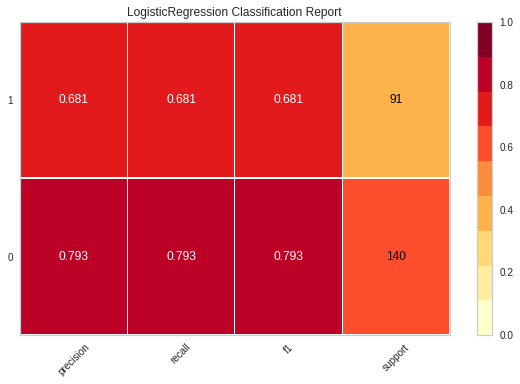 LogisticRegression Classification Report
1 0.681 0.681 0.681 91
0 0.793 0.793 0.793 140
precision recall f1 support
1.0
0.8
0.6
0.4
0.2
0.0